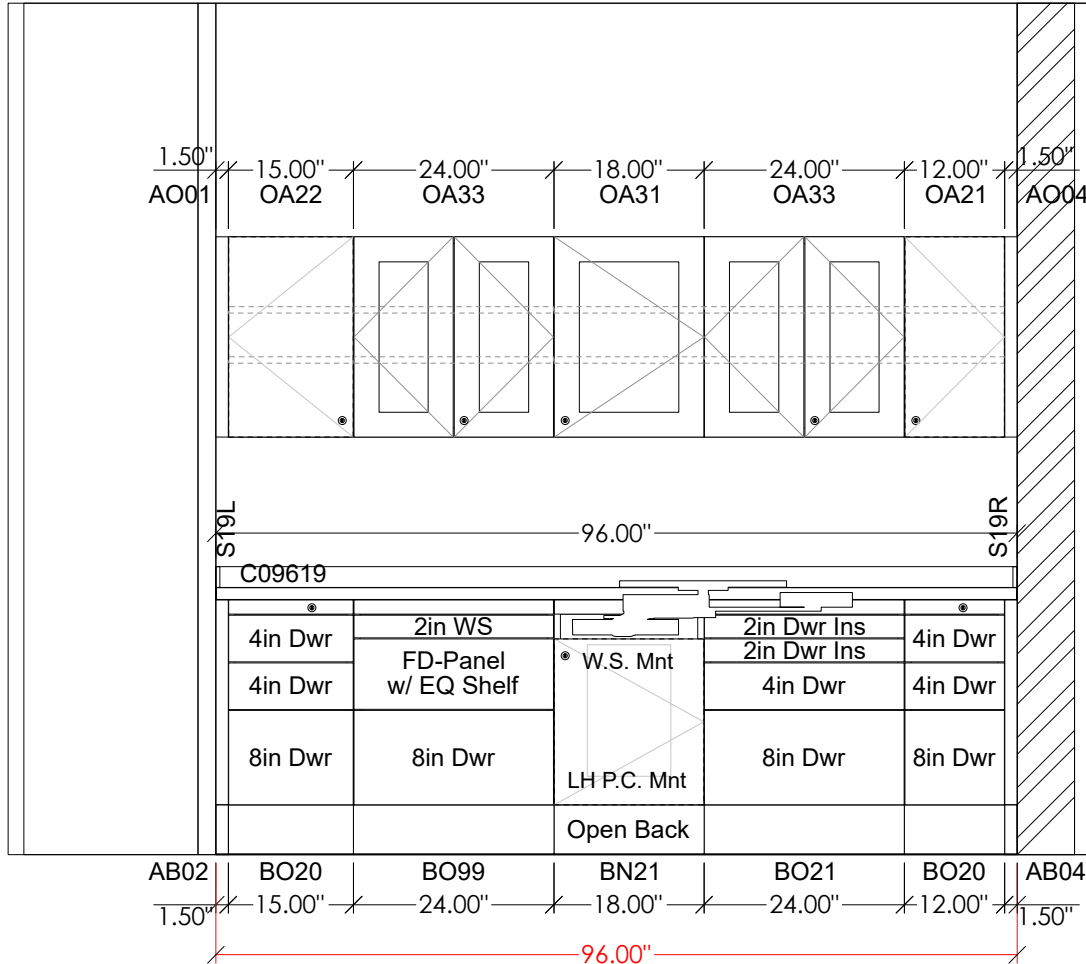 1.50" 15.00" 24.00" 18.00" 24.00" 12.00" 1.50"
AO01 OA22 OA33 OA31 OA33 OA21 AO04
S19L 96.00" S19R
C09619
4in Dwr 2in WS 2in Dwr Ins 4in Dwr
2in Dwr Ins
FD-Panel
w/ EQ Shelf
W.S. Mnt
4in Dwr 4in Dwr 4in Dwr
8in Dwr 8in Dwr LH P.C. Mnt 8in Dwr 8in Dwr
Open Back
AB02 BO20 BO99 BN21 BO21 BO20 AB04
1.50" 15.00" 24.00" 18.00" 24.00" 12.00" 1.50"
96.00"